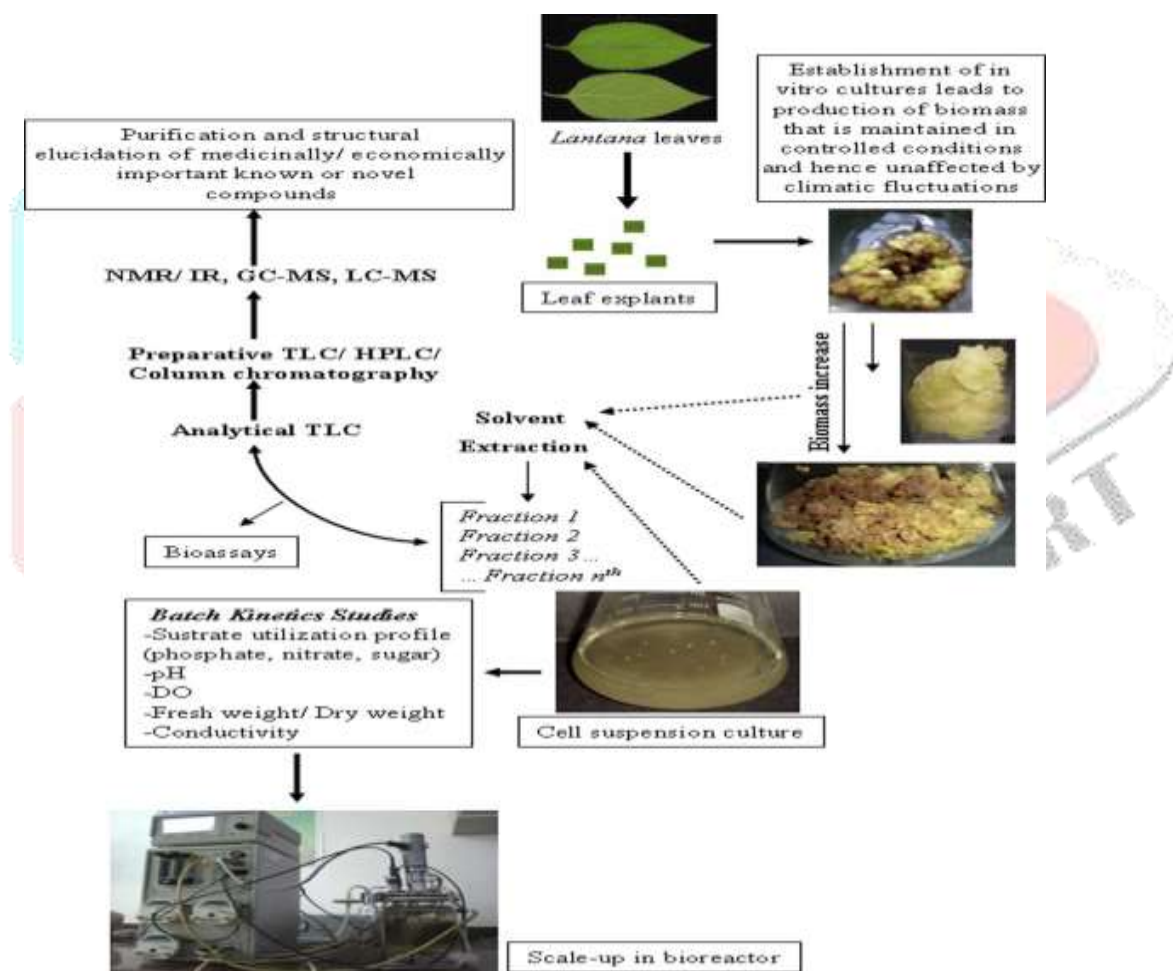 Lantana leaves
Establishment of in
vitro cultures leads to
production of biomass
that is maintained in
controlled conditions
and hence unaffected by
climatic fluctuations
Purification and structural
elucidation of medicinally/ economically
important known or novel
compounds
NMR/ IR, GC-MS, LC-MS
Leaf explants
Preparative TLC/ HPLC/
Column chromatography
Biomass increase
Analytical TLC
Solvent
Extraction
Fraction 1
Fraction 2
Fraction 3 ...
... Fraction nth
Bioassays
Batch Kinetics Studies
-Sustrate utilization profile
(phosphate, nitrate, sugar)
-pH
-DO
-Fresh weight/ Dry weight
-Conductivity
Cell suspension culture
Scale-up in bioreactor
RT